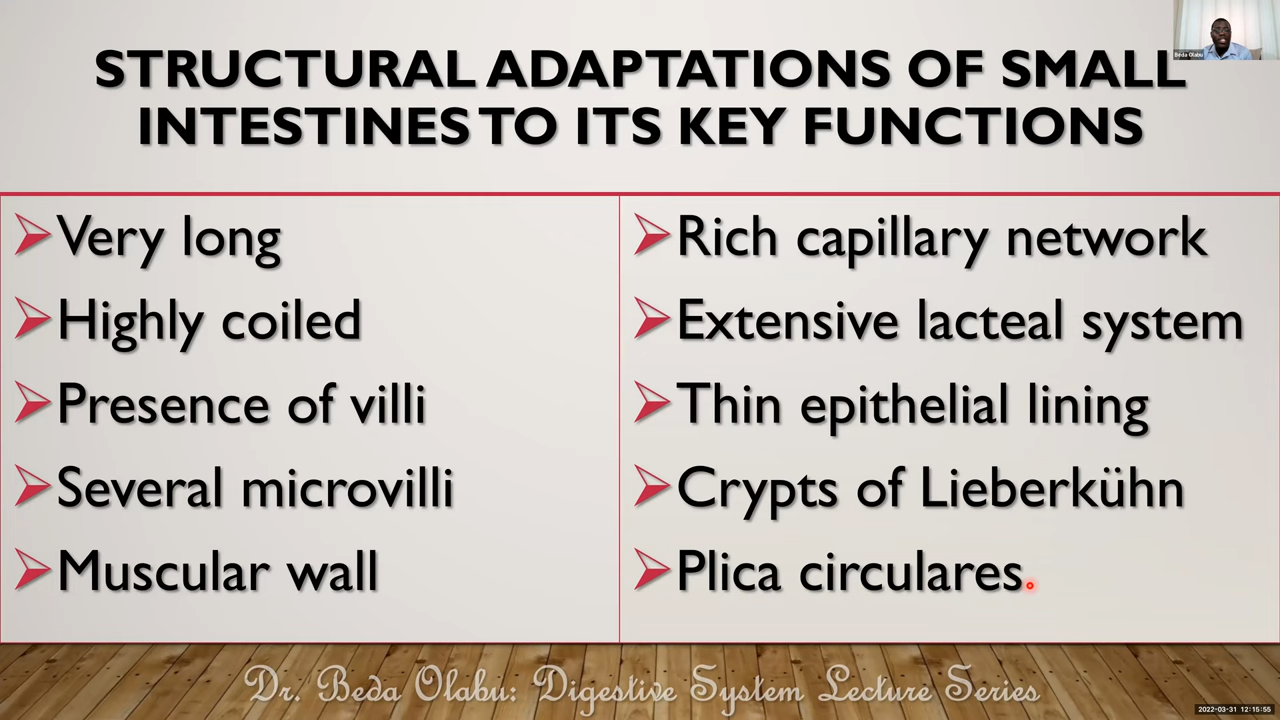 Beda Olabu
STRUCTURAL ADAPTATIONS OF SMALL
INTESTINES TO ITS KEY FUNCTIONS
Very long
Highly coiled
Presence of villi
Several microvilli
Muscular wall
Rich capillary network
Extensive lacteal system
Thin epithelial lining
Crypts of Lieberkühn
Plica circulares
Dr. Beda Olabu: Digestive System Lecture Series
2022-03-31 12:15:55